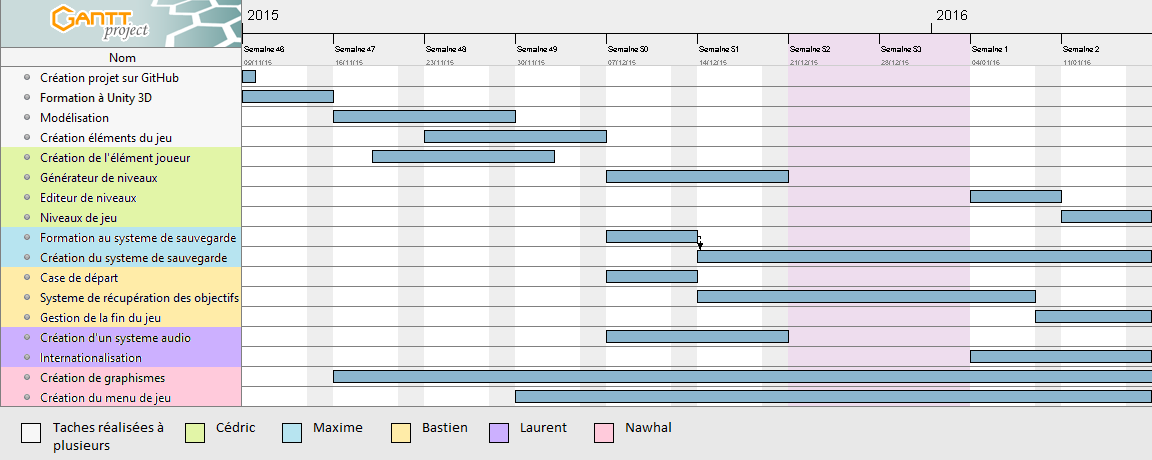 GANTT
project
2015
2016
Nom
Semaine 46
Semaine 47
Semaine 48
Semaine 49
Semaine 50
Semaine 51
Semaine 52
Semaine 53
Semaine 1
Semaine 2
09/11/15
16/11/15
23/11/15
30/11/15
07/12/15
14/12/15
21/12/15
28/12/15
04/01/16
11/01/16
Création projet sur GitHub
Formation à Unity 3D
Modélisation
Création éléments du jeu
Création de l'élément joueur
Générateur de niveaux
Editeur de niveaux
Niveaux de jeu
Formation au systeme de sauvegarde
Création du systeme de sauvegarde
Case de départ
Systeme de récupération des objectifs
Gestion de la fin du jeu
Création d'un systeme audio
Internationalisation
Création de graphismes
Création du menu de jeu
Taches réalisées à
plusieurs
Cédric
Maxime
Bastien
Laurent
Nawhal